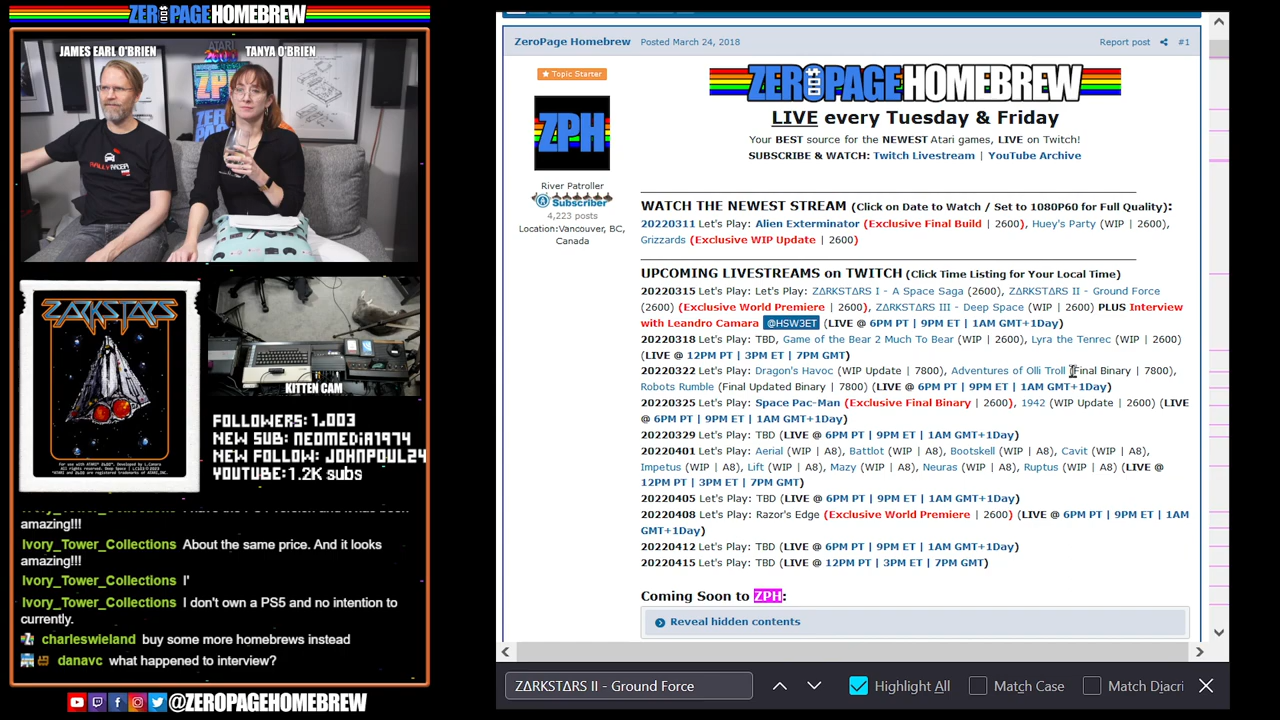 ZEROPAGE HOMEBREW
JAMES EARL O'BRIEN
TANYA O'BRIEN
ZARKSTARS
KITTEN CAM
FOLLOWERS: 1,003
NEW SUB: NEOMEDIA1974
NEW FOLLOW: JOHNPOUL24
YOUTUBE: 1.2K subs
amazing!!!
Ivory_Tower_Collections About the same price. And it looks
amazing!!!
Ivory_Tower_Collections I'
Ivory_Tower_Collections I don't own a PS5 and no intention to
currently.
charleswieland buy some more homebrews instead
danavc what happened to interview?
@ZEROPAGEHOMEBREW
ZeroPage Homebrew Posted March 24, 2018 Report post #1
Topic Starter
ZPH
River Patroller
Subscriber
4,223 posts
Location:Vancouver, BC,
Canada
ZEROPAGEHOMEBREW
LIVE every Tuesday & Friday
Your BEST source for the NEWEST Atari games, LIVE on Twitch!
SUBSCRIBE & WATCH: Twitch Livestream | YouTube Archive
WATCH THE NEWEST STREAM (Click on Date to Watch / Set to 1080P60 for Full Quality):
20220311 Let's Play: Alien Exterminator (Exclusive Final Build | 2600), Huey's Party (WIP | 2600),
Grizzards (Exclusive WIP Update | 2600)
UPCOMING LIVESTREAMS on TWITCH (Click Time Listing for Your Local Time)
20220315 Let's Play: Let's Play: ZΔRKSTΔRS I - A Space Saga (2600), ZΔRKSTΔRS II - Ground Force
(2600) (Exclusive World Premiere | 2600), ZΔRKSTΔRS III - Deep Space (WIP | 2600) PLUS Interview
with Leandro Camara @HSW3ET (LIVE @ 6PM PT | 9PM ET | 1AM GMT+1Day)
20220318 Let's Play: TBD, Game of the Bear 2 Much To Bear (WIP | 2600), Lyra the Tenrec (WIP | 2600)
(LIVE @ 12PM PT | 3PM ET | 7PM GMT)
20220322 Let's Play: Dragon's Havoc (WIP Update | 7800), Adventures of Olli Troll (Final Binary | 7800),
Robots Rumble (Final Updated Binary | 7800) (LIVE @ 6PM PT | 9PM ET | 1AM GMT+1Day)
20220325 Let's Play: Space Pac-Man (Exclusive Final Binary | 2600), 1942 (WIP Update | 2600) (LIVE
@ 6PM PT | 9PM ET | 1AM GMT+1Day)
20220329 Let's Play: TBD (LIVE @ 6PM PT | 9PM ET | 1AM GMT+1Day)
20220401 Let's Play: Aerial (WIP | A8), Battlot (WIP | A8), Bootskell (WIP | A8), Cavit (WIP | A8),
Impetus (WIP | A8), Lift (WIP | A8), Mazy (WIP | A8), Neuras (WIP | A8), Ruptus (WIP | A8) (LIVE @
12PM PT | 3PM ET | 7PM GMT)
20220405 Let's Play: TBD (LIVE @ 6PM PT | 9PM ET | 1AM GMT+1Day)
20220408 Let's Play: Razor's Edge (Exclusive World Premiere | 2600) (LIVE @ 6PM PT | 9PM ET | 1AM
GMT+1Day)
20220412 Let's Play: TBD (LIVE @ 6PM PT | 9PM ET | 1AM GMT+1Day)
20220415 Let's Play: TBD (LIVE @ 12PM PT | 3PM ET | 7PM GMT)
Coming Soon to ZPH:
Reveal hidden contents
ZΔRKSTΔRS II - Ground Force
Highlight All
Match Case
Match Diacri